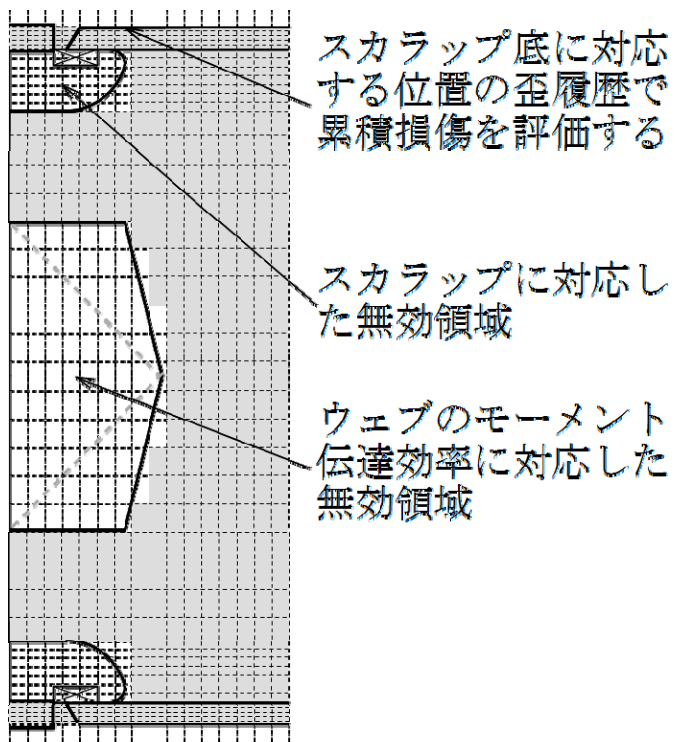 スカラップ底に対応
する位置の歪履歴で
累積損傷を評価する
スカラップに対応し
た無効領域
ウェブのモーメント
伝達効率に対応した
無効領域